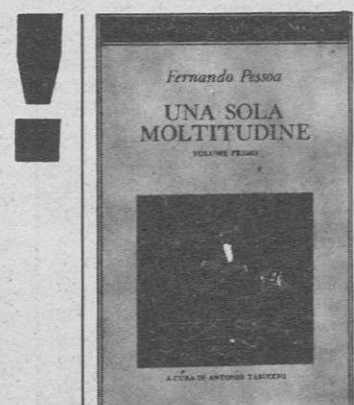 !
Fernando Pessoa
UNA SOLA
MOLTITUDINE
VOLUME PRIMO
A CURA DI ANTONIO TABUCCHI